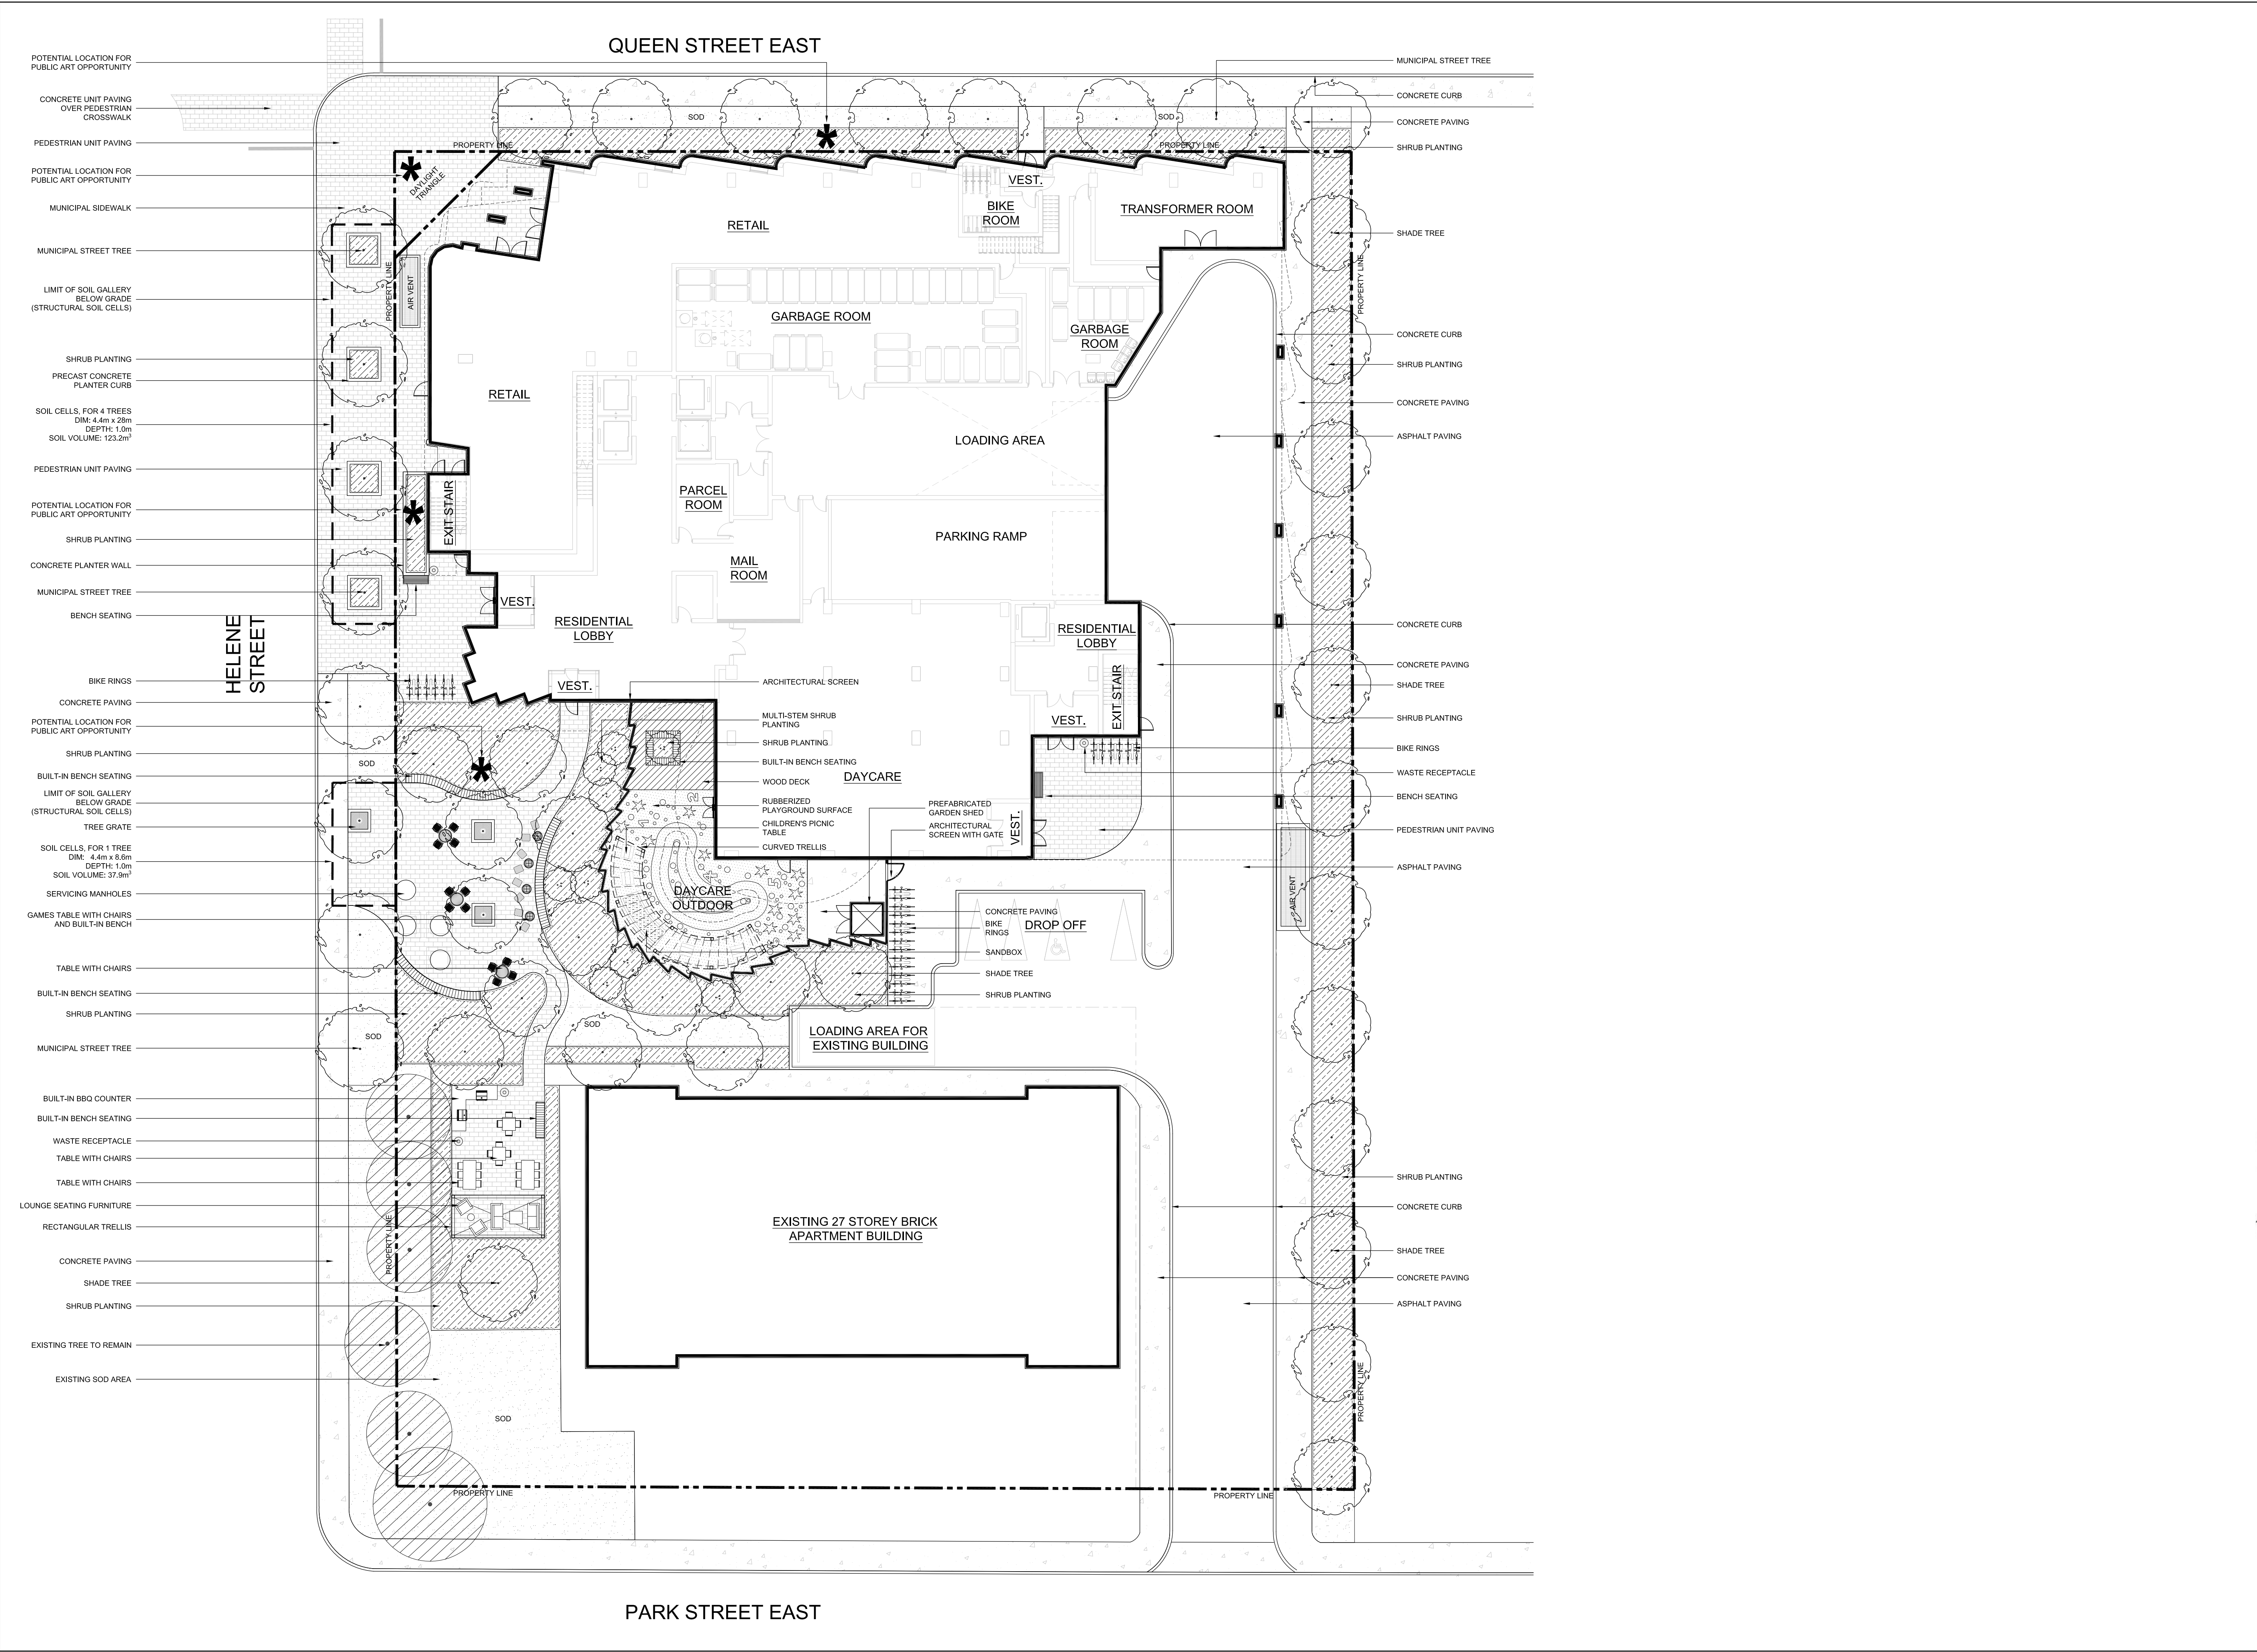 QUEEN STREET EAST
POTENTIAL LOCATION FOR
PUBLIC ART OPPORTUNITY
CONCRETE UNIT PAVING
OVER PEDESTRIAN
CROSSWALK
PEDESTRIAN UNIT PAVING
POTENTIAL LOCATION FOR
PUBLIC ART OPPORTUNITY
MUNICIPAL SIDEWALK
MUNICIPAL STREET TREE
LIMIT OF SOIL GALLERY
BELOW GRADE
(STRUCTURAL SOIL CELLS)
SHRUB PLANTING
PRECAST CONCRETE
PLANTER CURB
SOIL CELLS, FOR 4 TREES
DIM: 4.4m x 28m
DEPTH: 1.0m
SOIL VOLUME: 123.2m³
PEDESTRIAN UNIT PAVING
POTENTIAL LOCATION FOR
PUBLIC ART OPPORTUNITY
SHRUB PLANTING
CONCRETE PLANTER WALL
MUNICIPAL STREET TREE
BENCH SEATING
HELENE
STREET
BIKE RINGS
CONCRETE PAVING
POTENTIAL LOCATION FOR
PUBLIC ART OPPORTUNITY
SHRUB PLANTING
BUILT-IN BENCH SEATING
LIMIT OF SOIL GALLERY
BELOW GRADE
(STRUCTURAL SOIL CELLS)
TREE GRATE
SOIL CELLS, FOR 1 TREE
DIM: 4.4m x 8.6m
DEPTH: 1.0m
SOIL VOLUME: 37.9m³
SERVICING MANHOLES
GAMES TABLE WITH CHAIRS
AND BUILT-IN BENCH
TABLE WITH CHAIRS
BUILT-IN BENCH SEATING
SHRUB PLANTING
MUNICIPAL STREET TREE
BUILT-IN BBQ COUNTER
BUILT-IN BENCH SEATING
WASTE RECEPTACLE
TABLE WITH CHAIRS
TABLE WITH CHAIRS
LOUNGE SEATING FURNITURE
RECTANGULAR TRELLIS
CONCRETE PAVING
SHADE TREE
SHRUB PLANTING
EXISTING TREE TO REMAIN
EXISTING SOD AREA
SOD
SOD
PROPERTY LINE
PROPERTY LINE
DAYLIGHT
TRIANGLE
PROPERTY LINE
AIR VENT
RETAIL
VEST.
BIKE
ROOM
TRANSFORMER ROOM
GARBAGE ROOM
GARBAGE
ROOM
RETAIL
LOADING AREA
PARCEL
ROOM
EXIT STAIR
PARKING RAMP
MAIL
ROOM
VEST.
RESIDENTIAL
LOBBY
RESIDENTIAL
LOBBY
VEST.
EXIT STAIR
VEST.
ARCHITECTURAL SCREEN
MULTI-STEM SHRUB
PLANTING
SHRUB PLANTING
BUILT-IN BENCH SEATING
WOOD DECK
DAYCARE
RUBBERIZED
PLAYGROUND SURFACE
CHILDREN'S PICNIC
TABLE
CURVED TRELLIS
PREFABRICATED
GARDEN SHED
ARCHITECTURAL
SCREEN WITH GATE
VEST.
DAYCARE
OUTDOOR
CONCRETE PAVING
BIKE
RINGS
DROP OFF
SANDBOX
SHADE TREE
SHRUB PLANTING
SOD
SOD
SOD
LOADING AREA FOR
EXISTING BUILDING
EXISTING 27 STOREY BRICK
APARTMENT BUILDING
PROPERTY LINE
SOD
PROPERTY LINE
PROPERTY LINE
PROPERTY LINE
PROPERTY LINE
AIR VENT
MUNICIPAL STREET TREE
CONCRETE CURB
CONCRETE PAVING
SHRUB PLANTING
SHADE TREE
CONCRETE CURB
SHRUB PLANTING
CONCRETE PAVING
ASPHALT PAVING
CONCRETE CURB
CONCRETE PAVING
SHADE TREE
SHRUB PLANTING
BIKE RINGS
WASTE RECEPTACLE
BENCH SEATING
PEDESTRIAN UNIT PAVING
ASPHALT PAVING
SHRUB PLANTING
CONCRETE CURB
SHADE TREE
CONCRETE PAVING
ASPHALT PAVING
PARK STREET EAST